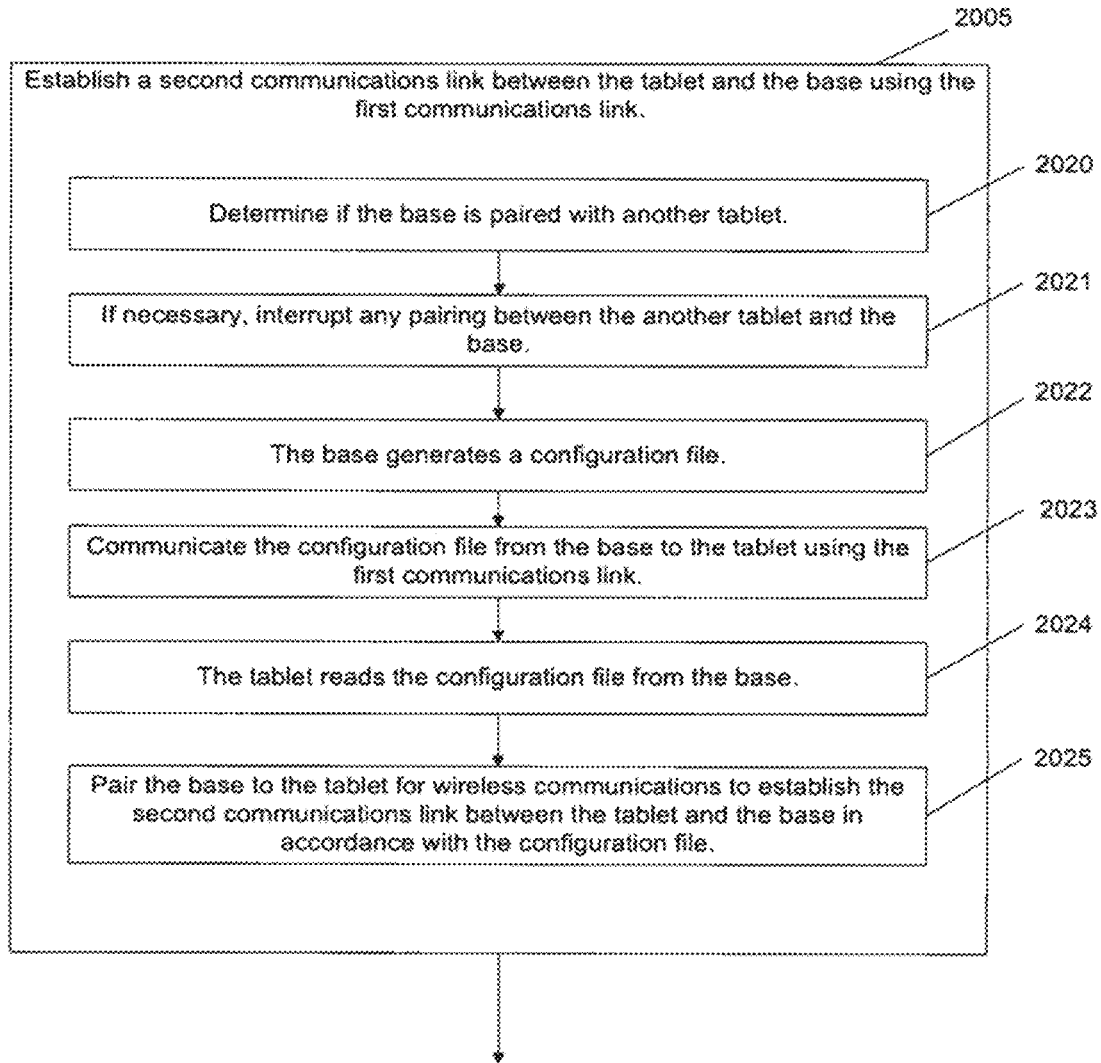 2005
Establish a second communications link between the tablet and the base using the
first communications link.
2020
Determine if the base is paired with another tablet.
2021
If necessary, interrupt any pairing between the another tablet and the
base.
2022
The base generates a configuration file.
2023
Communicate the configuration file from the base to the tablet using the
first communications link.
2024
The tablet reads the configuration file from the base.
2025
Pair the base to the tablet for wireless communications to establish the
second communications link between the tablet and the base in
accordance with the configuration file.